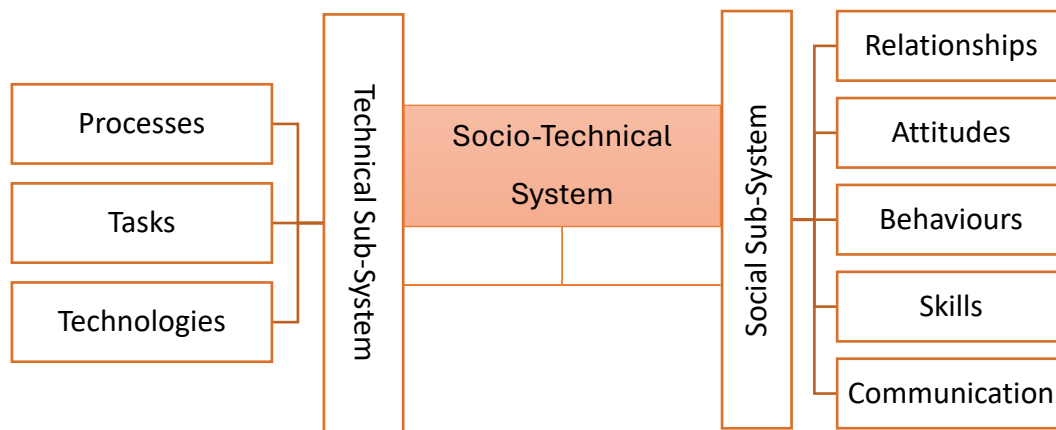 Processes
Tasks
Technologies
Technical Sub-System
Socio-Technical
System
Social Sub-System
Relationships
Attitudes
Behaviours
Skills
Communication